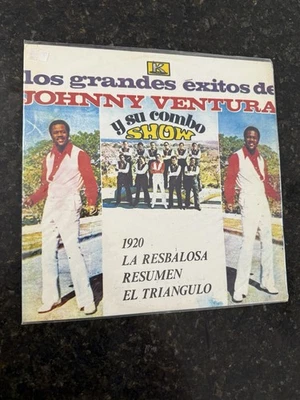 K
los grandes éxitos de
JOHNNY VENTURA
y su combo
SHOW
1920
LA RESBALOSA
RESUMEN
EL TRIANGULO